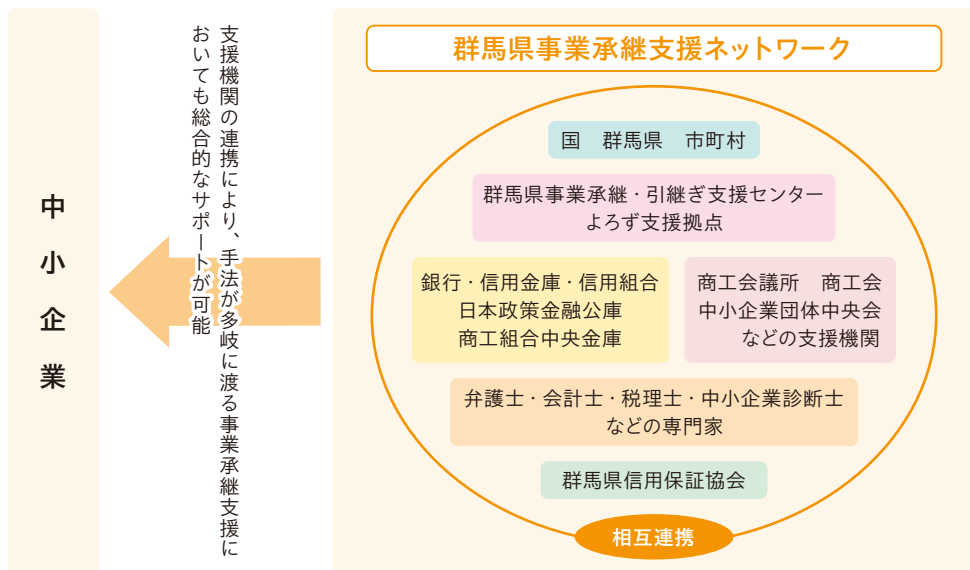 群馬県事業承継支援ネットワーク
国　群馬県　市町村
群馬県事業承継・引継ぎ支援センター
よろず支援拠点
銀行・信用金庫・信用組合
日本政策金融公庫
商工組合中央金庫
商工会議所　商工会
中小企業団体中央会
などの支援機関
弁護士・会計士・税理士・中小企業診断士
などの専門家
群馬県信用保証協会
相互連携
支援機関の連携により、手法が多岐に渡る事業承継支援に
おいても総合的なサポートが可能
中小企業